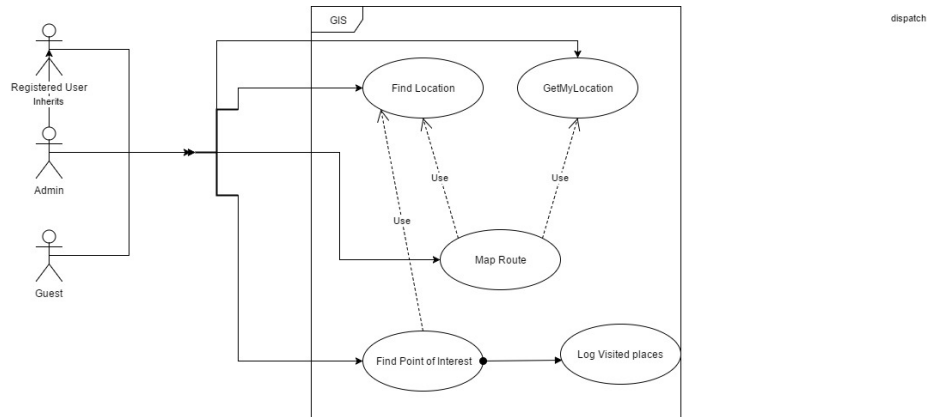 GIS
dispatch
Registered User
Inherits
Find Location
GetMyLocation
Admin
Use
Use
Use
Map Route
Guest
Find Point of Interest
Log Visited places